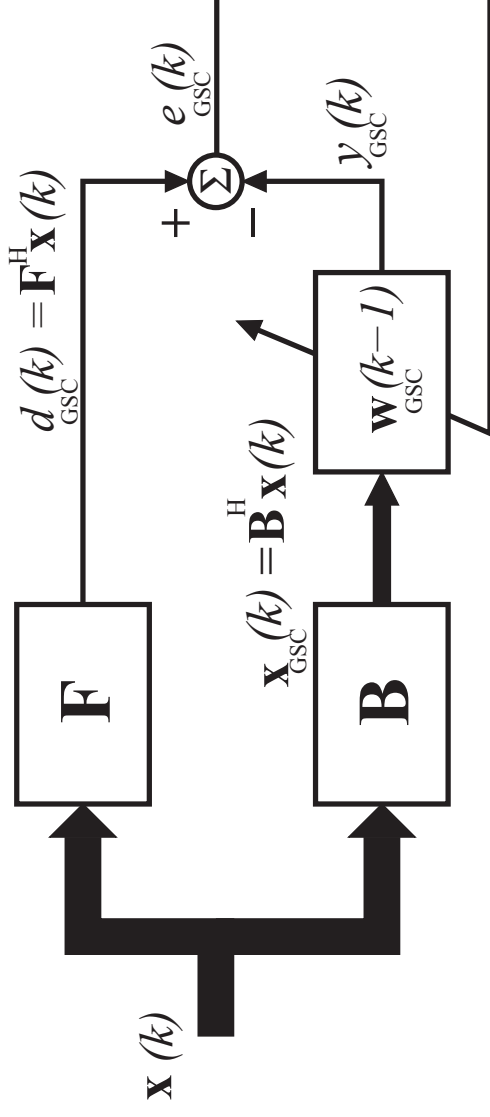 x(k)
F
d_GSC(k) = F^H x(k)
+
Σ
e_GSC(k)
−
B
x_GSC(k) = B^H x(k)
w_GSC(k−1)
y_GSC(k)